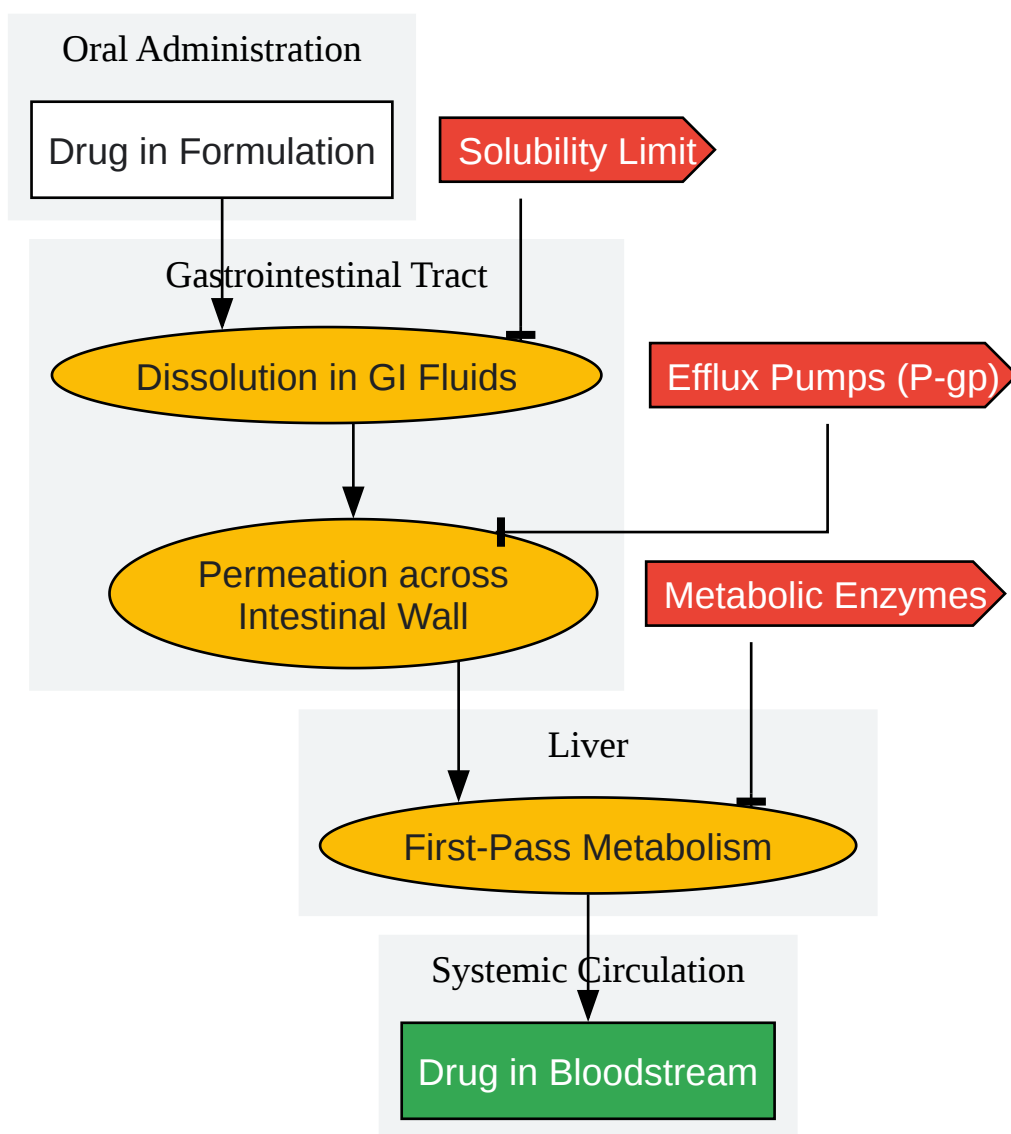 Oral Administration
Drug in Formulation
Solubility Limit
Gastrointestinal Tract
Dissolution in GI Fluids
Efflux Pumps (P-gp)
Permeation across
Intestinal Wall
Metabolic Enzymes
Liver
First-Pass Metabolism
Systemic Circulation
Drug in Bloodstream